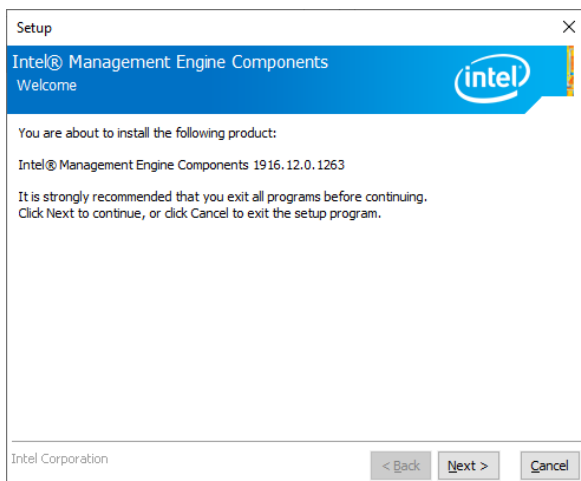 Setup
Intel® Management Engine Components
Welcome
intel
You are about to install the following product:
Intel® Management Engine Components 1916.12.0.1263
It is strongly recommended that you exit all programs before continuing.
Click Next to continue, or click Cancel to exit the setup program.
Intel Corporation
< Back Next > Cancel